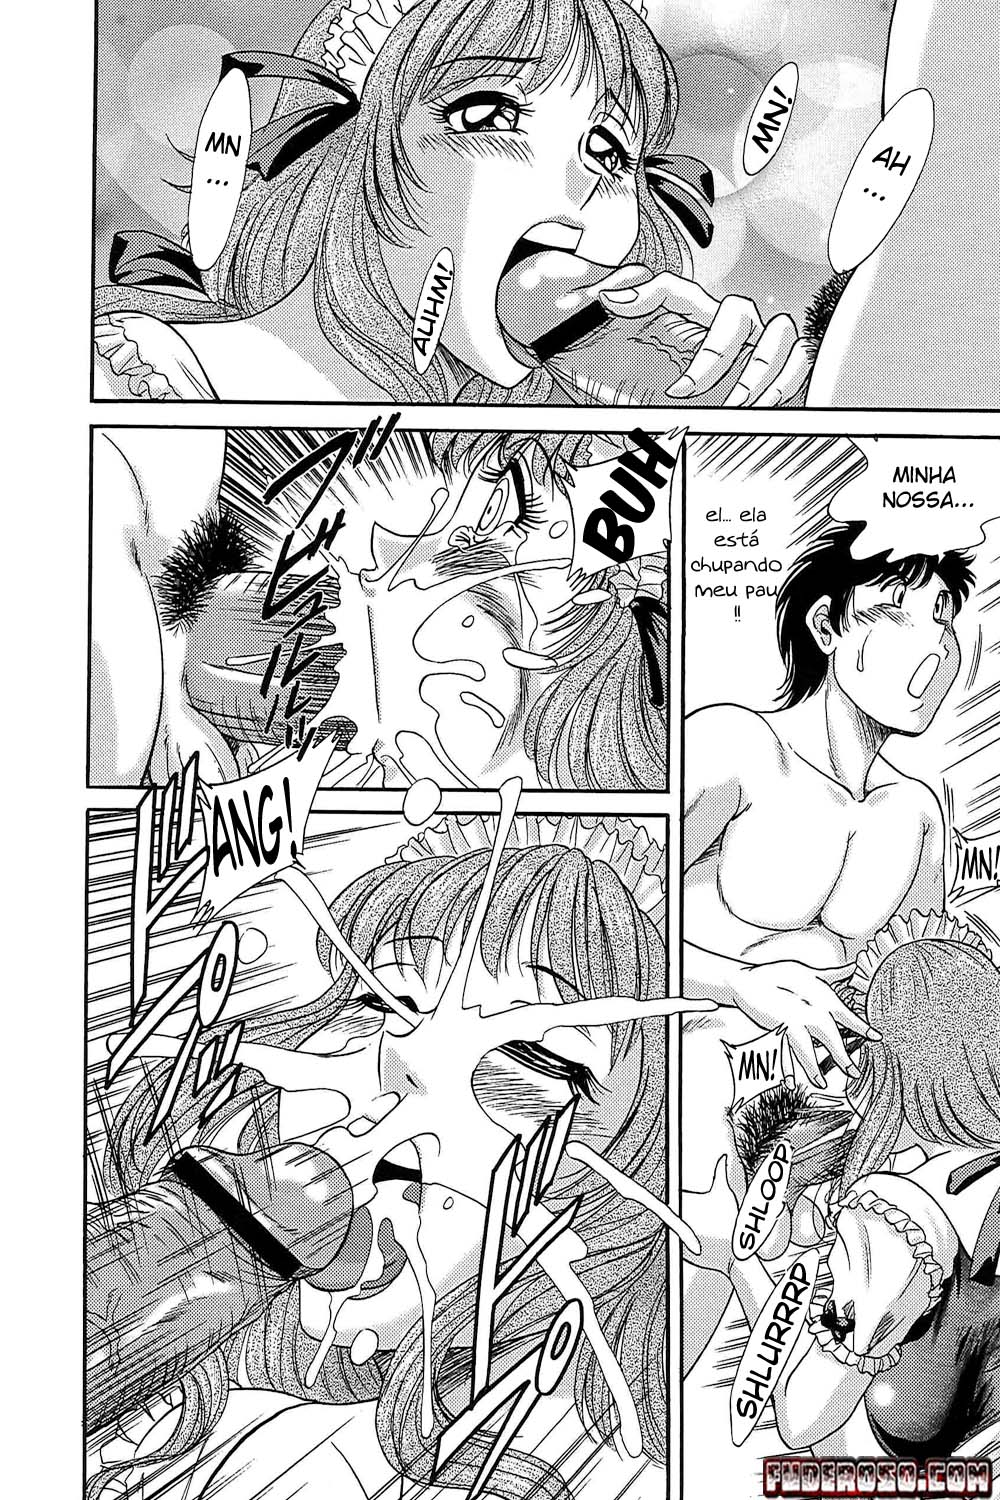 MN
...
AUHM!
MN!
AH
...
MINHA
NOSSA...
el... ela
está
chupando
meu pau
!!
MN!
MN!
SHLOOP
SHLURRRP
BUH
ANG!
FUDEROSO.COM